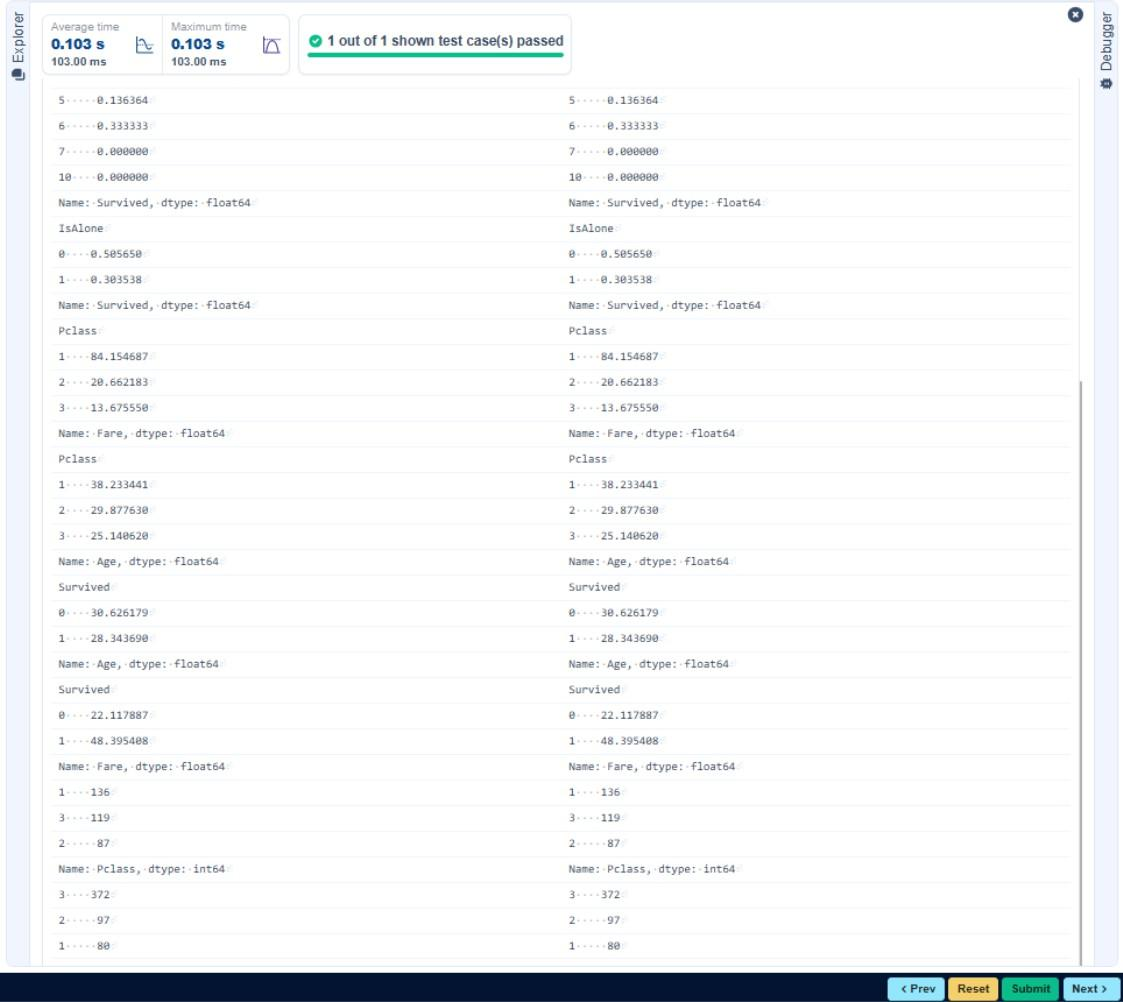 Explorer
Average time
0.103 s
103.00 ms
Maximum time
0.103 s
103.00 ms
1 out of 1 shown test case(s) passed
Debugger
5·····0.136364 5·····0.136364
6·····0.333333 6·····0.333333
7·····0.000000 7·····0.000000
10····0.000000 10····0.000000
Name:·Survived,·dtype:·float64 Name:·Survived,·dtype:·float64
IsAlone IsAlone
0····0.505650 0····0.505650
1····0.303538 1····0.303538
Name:·Survived,·dtype:·float64 Name:·Survived,·dtype:·float64
Pclass Pclass
1····84.154687 1····84.154687
2····20.662183 2····20.662183
3····13.675550 3····13.675550
Name:·Fare,·dtype:·float64 Name:·Fare,·dtype:·float64
Pclass Pclass
1····38.233441 1····38.233441
2····29.877630 2····29.877630
3····25.140620 3····25.140620
Name:·Age,·dtype:·float64 Name:·Age,·dtype:·float64
Survived Survived
0····30.626179 0····30.626179
1····28.343690 1····28.343690
Name:·Age,·dtype:·float64 Name:·Age,·dtype:·float64
Survived Survived
0····22.117887 0····22.117887
1····48.395408 1····48.395408
Name:·Fare,·dtype:·float64 Name:·Fare,·dtype:·float64
1····136 1····136
3····119 3····119
2·····87 2·····87
Name:·Pclass,·dtype:·int64 Name:·Pclass,·dtype:·int64
3····372 3····372
2·····97 2·····97
1·····80 1·····80
< Prev Reset Submit Next >